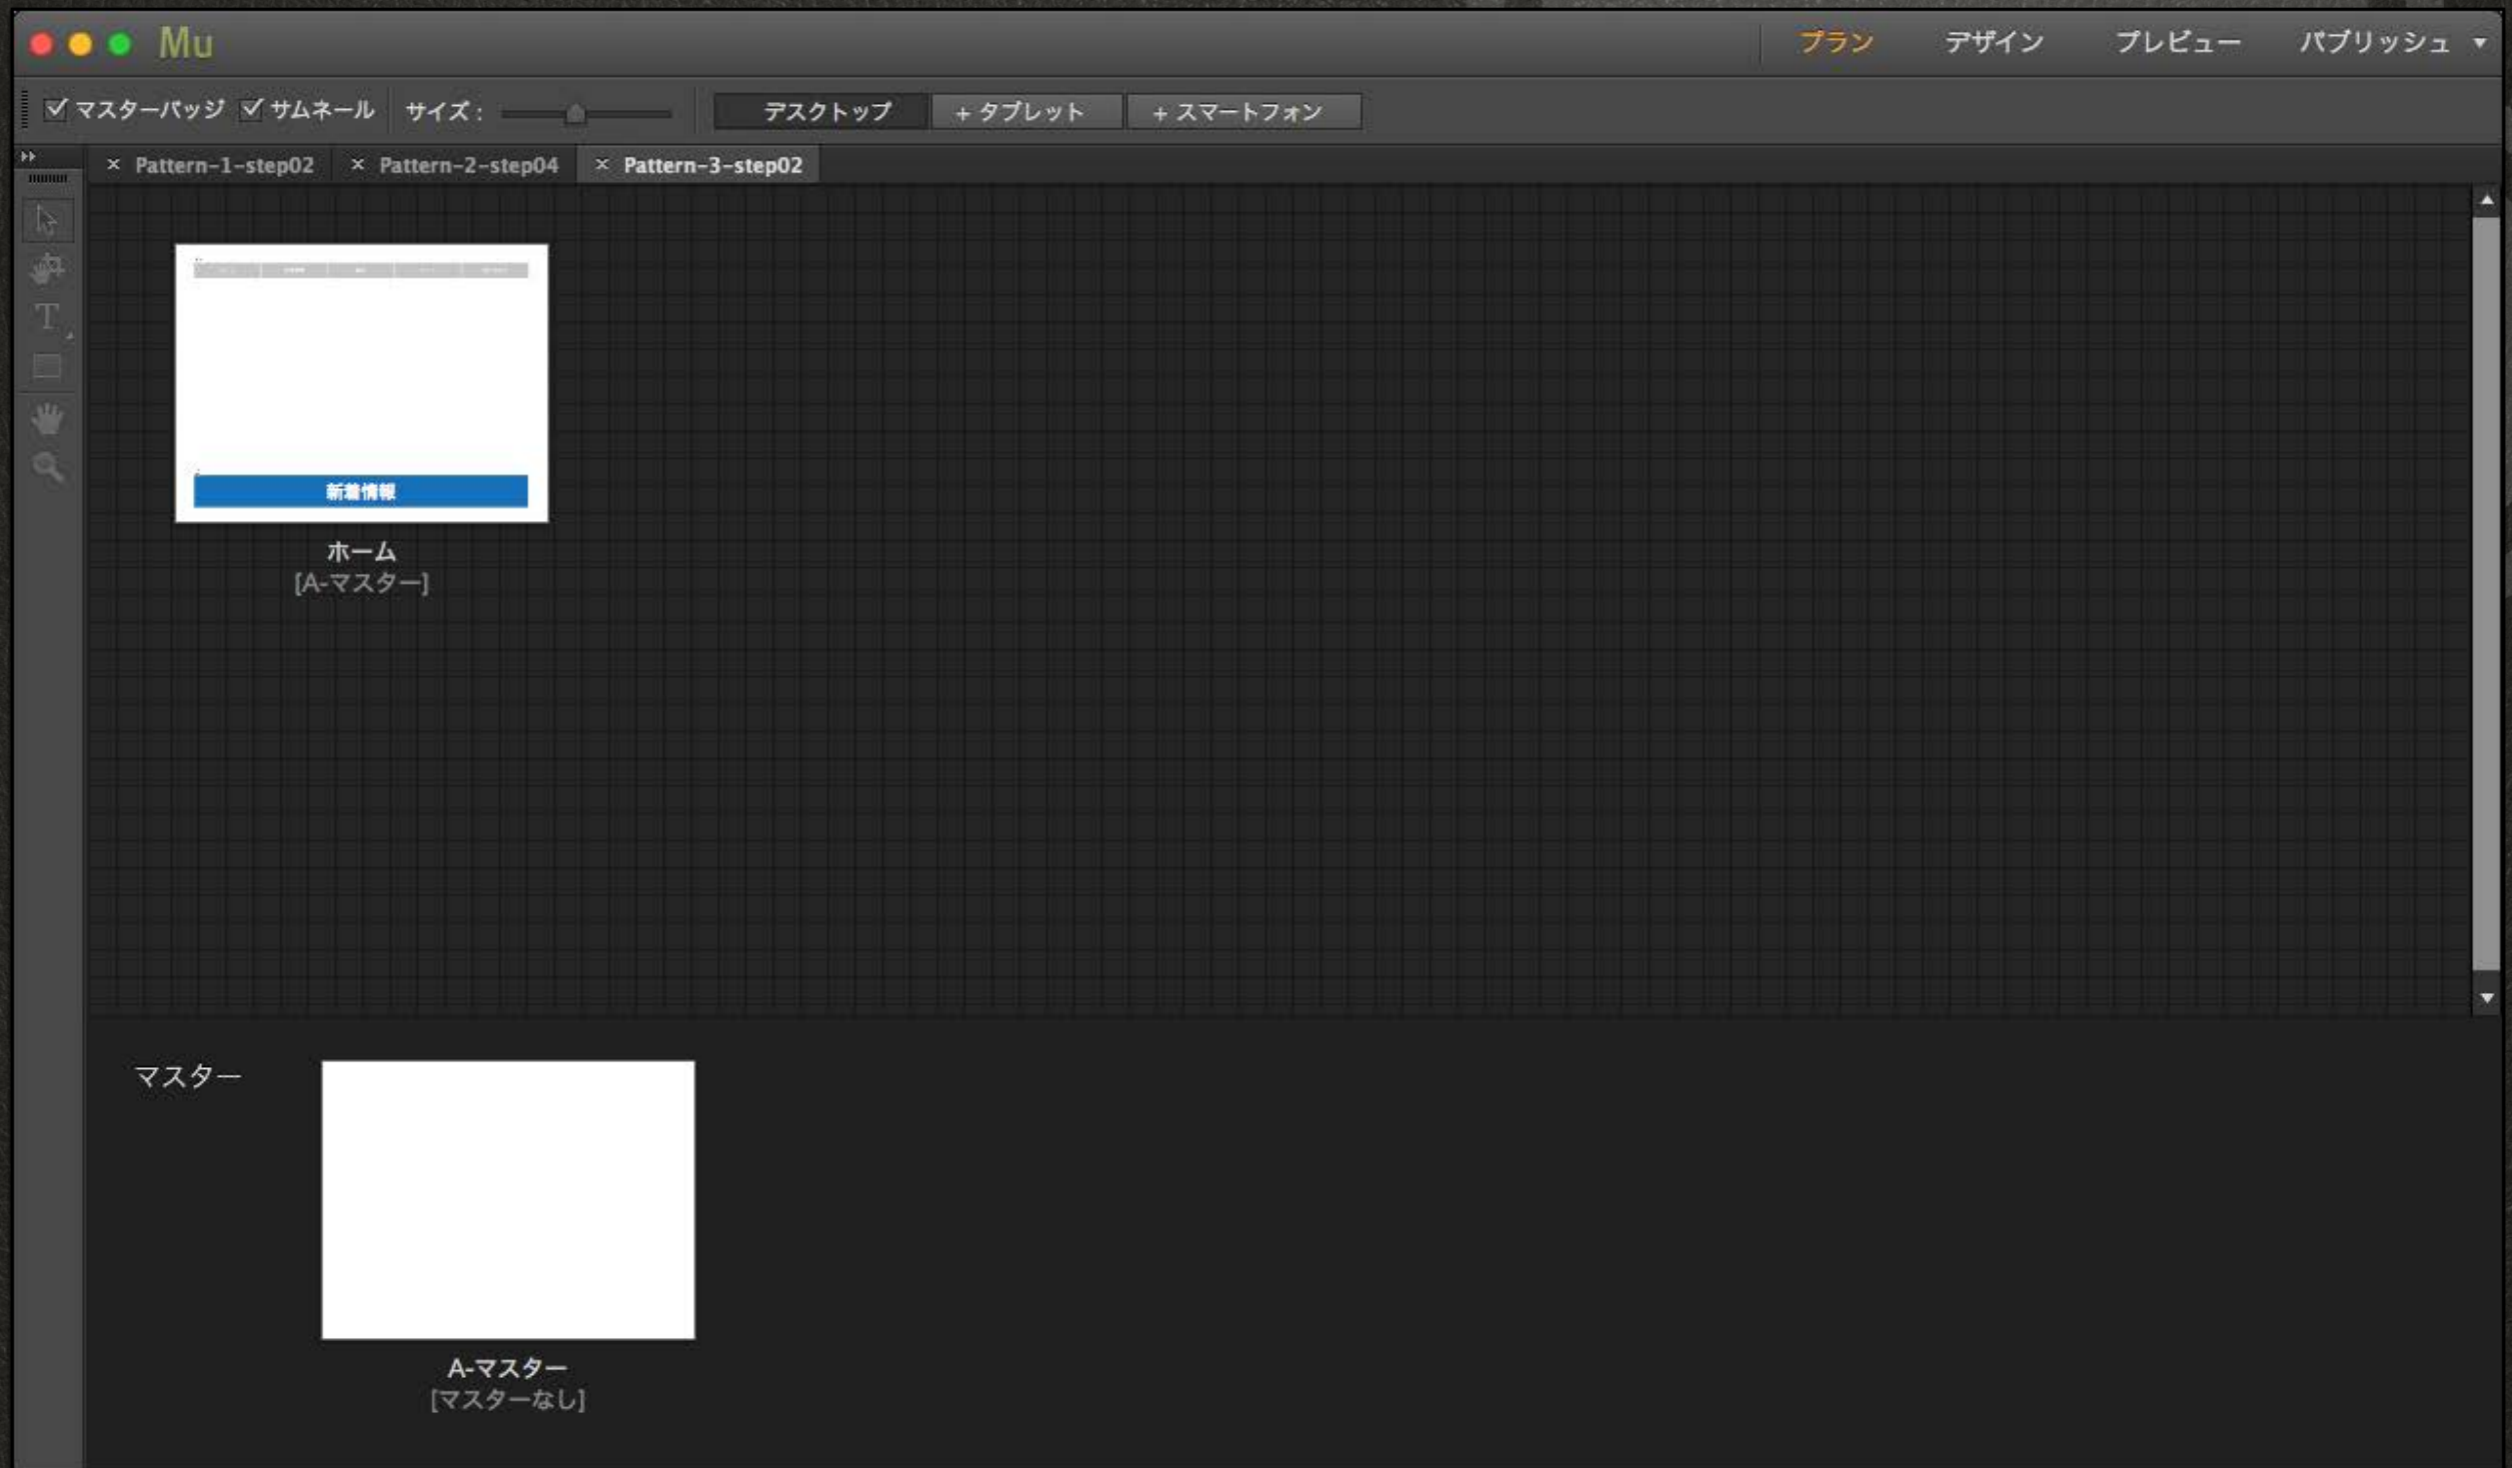 Mu
プラン デザイン プレビュー パブリッシュ
マスターバッジ サムネール サイズ : デスクトップ + タブレット + スマートフォン
× Pattern-1-step02 × Pattern-2-step04 × Pattern-3-step02
新着情報
ホーム
[A-マスター]
マスター
A-マスター
[マスターなし]